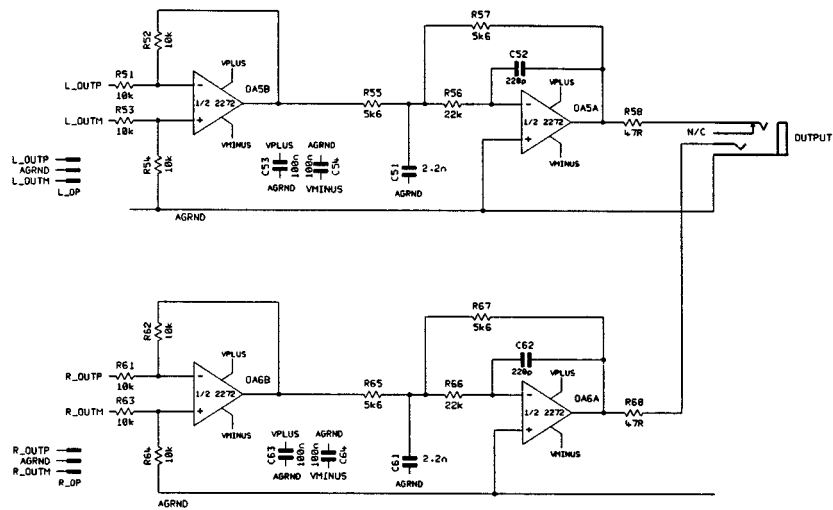 R57
5k6
R52
10k
C52
220p
VPLUS
OA5B
VPLUS
L_OUTP
R51
10k
1/2 2272
R55
5k6
R56
22k
OA5A
R58
47R
L_OUTM
R53
10k
1/2 2272
N/C
OUTPUT
VMINUS
VMINUS
L_OUTP
AGRND
L_OUTM
L_OP
R54
10k
VPLUS
C53
100n
AGRND
AGRND
100n
C54
VMINUS
C51
2.2n
AGRND
AGRND
R67
5k6
R62
10k
C62
220p
VPLUS
OA6B
VPLUS
R_OUTP
R61
10k
1/2 2272
R65
5k6
R66
22k
OA6A
R68
47R
R_OUTM
R63
10k
1/2 2272
VMINUS
VMINUS
R_OUTP
AGRND
R_OUTM
R_OP
R64
10k
VPLUS
C63
100n
AGRND
AGRND
100n
C64
VMINUS
C61
2.2n
AGRND
AGRND